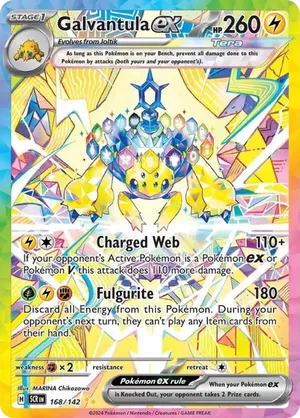 STAGE 1
Galvantula ex HP 260
Evolves from Joltik
Tera
As long as this Pokémon is on your Bench, prevent all damage done to this
Pokémon by attacks (both yours and your opponent's).
Charged Web 110+
If your opponent's Active Pokémon is a Pokémon ex or
Pokémon V, this attack does 110 more damage.
Fulgurite 180
Discard all Energy from this Pokémon. During your
opponent's next turn, they can't play any Item cards
from their hand.
weakness ×2 resistance retreat
Illus. MARINA Chikazawa
H SCR EN 168/142
Pokémon ex rule
When your Pokémon ex
is Knocked Out, your opponent takes 2 Prize cards.
©2024 Pokémon / Nintendo / Creatures / GAME FREAK